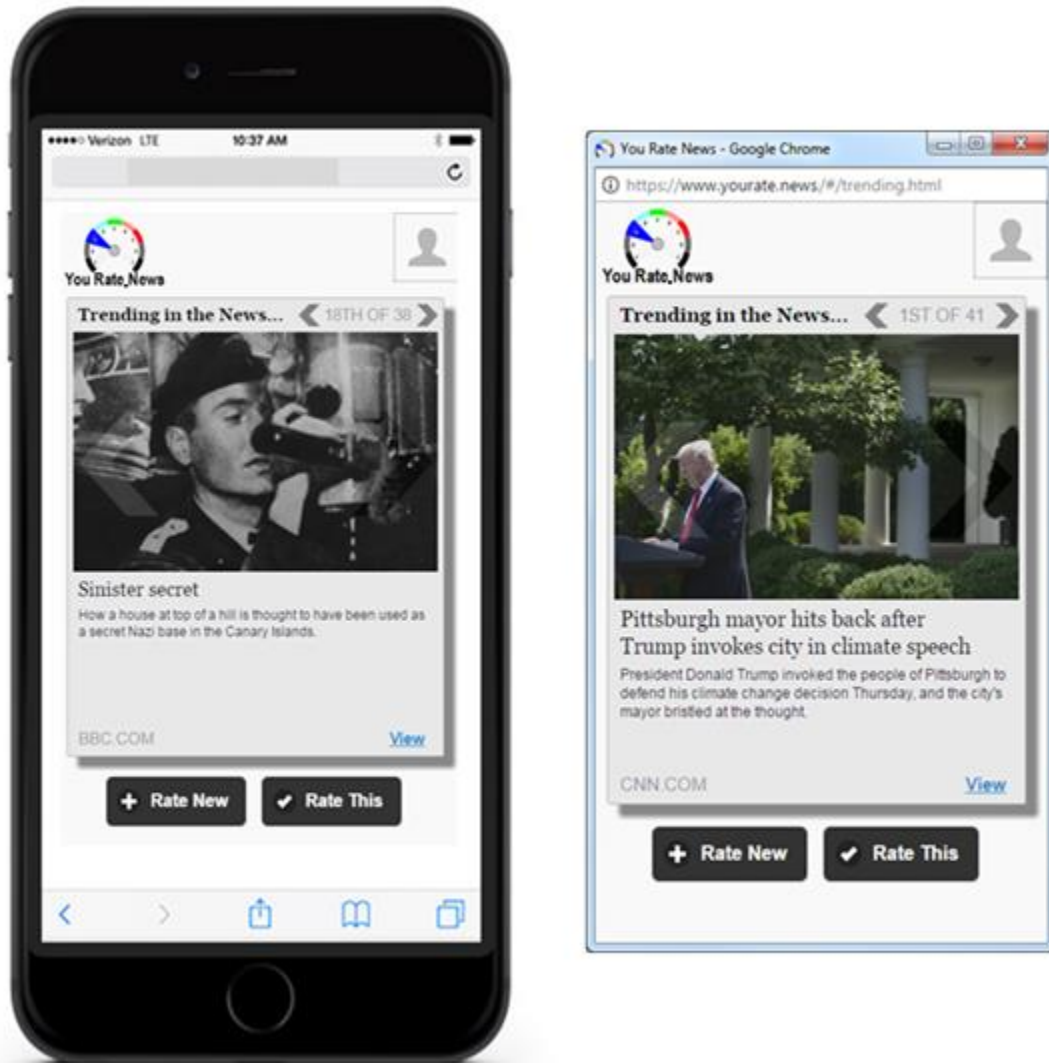 Verizon LTE 10:37 AM
You Rate.News
Trending in the News... 18TH OF 38
Sinister secret
How a house at top of a hill is thought to have been used as
a secret Nazi base in the Canary Islands.
BBC.COM View
Rate New Rate This
You Rate News - Google Chrome
https://www.yourate.news/#/trending.html
You Rate.News
Trending in the News... 1ST OF 41
Pittsburgh mayor hits back after
Trump invokes city in climate speech
President Donald Trump invoked the people of Pittsburgh to
defend his climate change decision Thursday, and the city's
mayor bristled at the thought.
CNN.COM View
Rate New Rate This